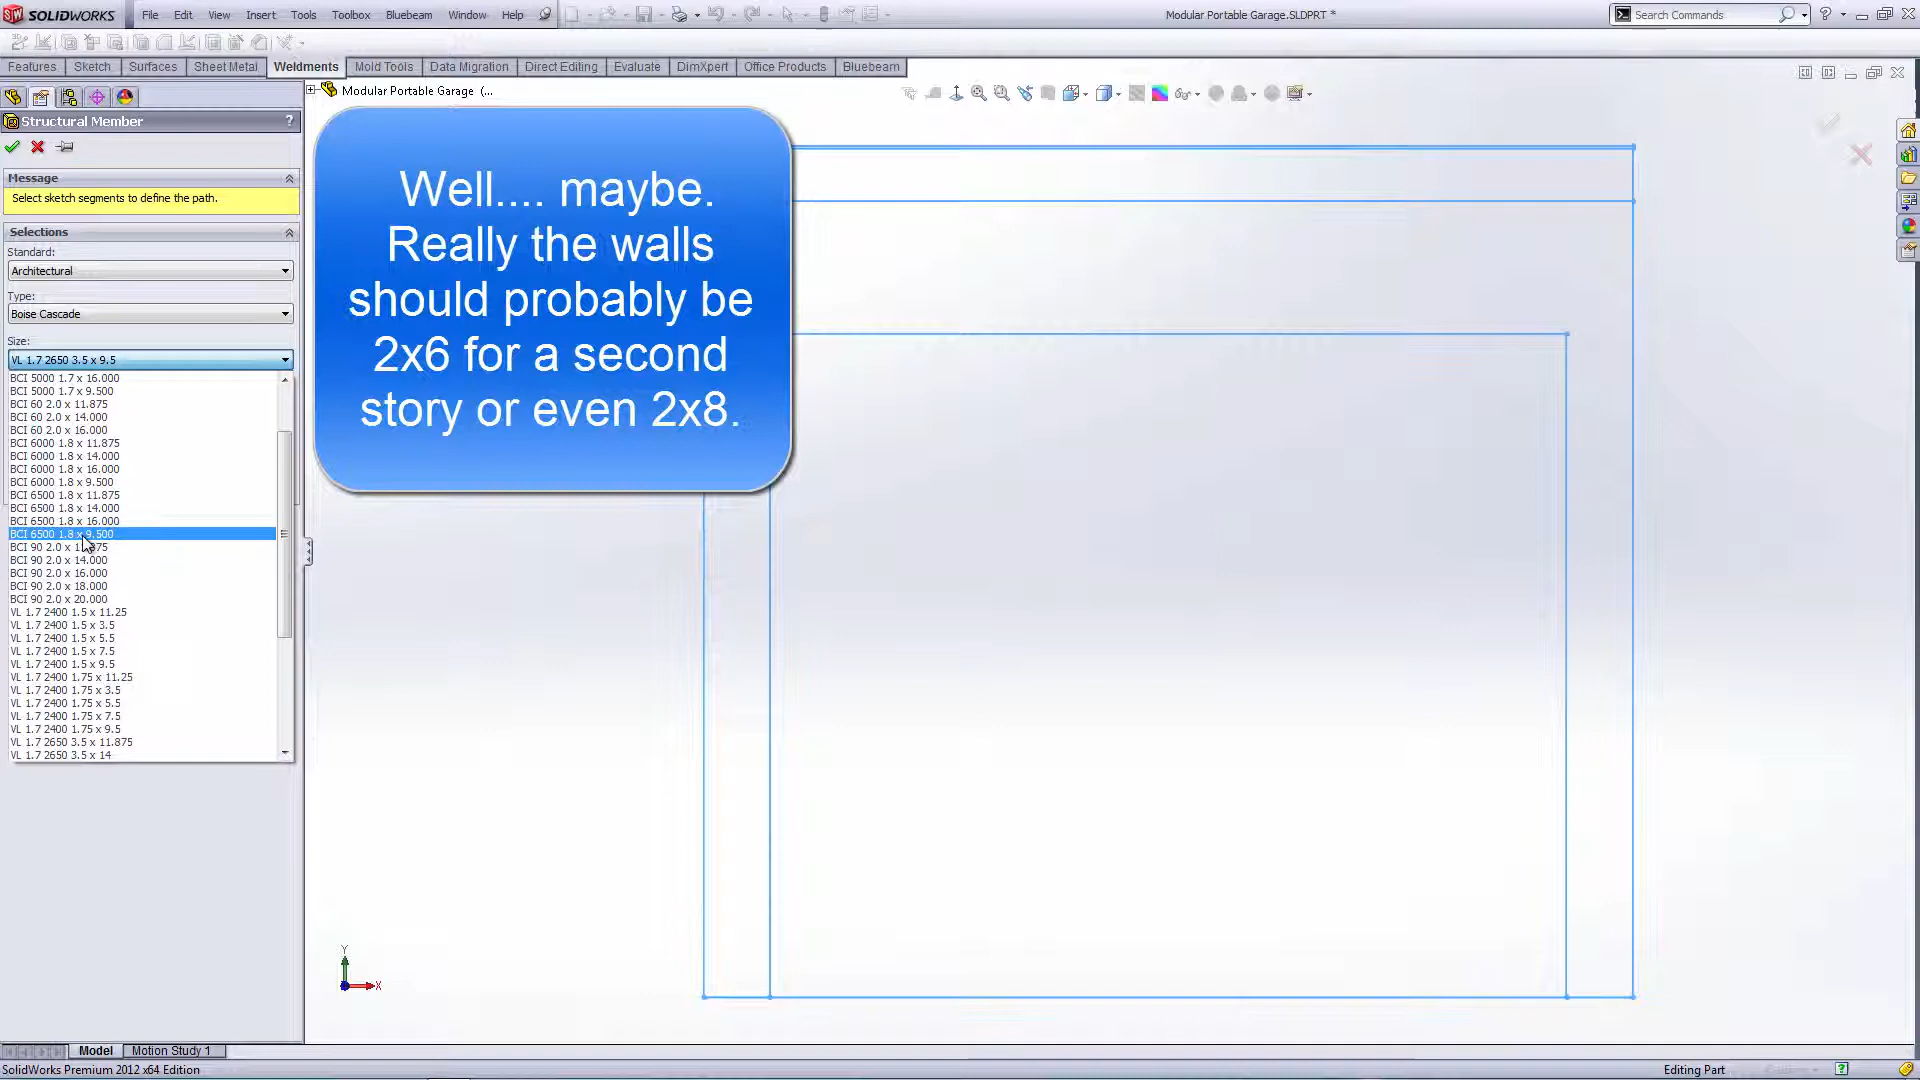 SOLIDWORKS File Edit View Insert Tools Toolbox Bluebeam Window Help Modular Portable Garage.SLDPRT * Search Commands
Features Sketch Surfaces Sheet Metal Weldments Mold Tools Data Migration Direct Editing Evaluate DimXpert Office Products Bluebeam
Modular Portable Garage (...
Structural Member ?
Message
Select sketch segments to define the path.
Selections
Standard:
Architectural
Type:
Boise Cascade
Size:
VL 1.7 2650 3.5 x 9.5
BCI 5000 1.7 x 16.000
BCI 5000 1.7 x 9.500
BCI 60 2.0 x 11.875
BCI 60 2.0 x 14.000
BCI 60 2.0 x 16.000
BCI 6000 1.8 x 11.875
BCI 6000 1.8 x 14.000
BCI 6000 1.8 x 16.000
BCI 6000 1.8 x 9.500
BCI 6500 1.8 x 11.875
BCI 6500 1.8 x 14.000
BCI 6500 1.8 x 16.000
BCI 6500 1.8 x 9.500
BCI 90 2.0 x 11.875
BCI 90 2.0 x 14.000
BCI 90 2.0 x 16.000
BCI 90 2.0 x 18.000
BCI 90 2.0 x 20.000
VL 1.7 2400 1.5 x 11.25
VL 1.7 2400 1.5 x 3.5
VL 1.7 2400 1.5 x 5.5
VL 1.7 2400 1.5 x 7.5
VL 1.7 2400 1.5 x 9.5
VL 1.7 2400 1.75 x 11.25
VL 1.7 2400 1.75 x 3.5
VL 1.7 2400 1.75 x 5.5
VL 1.7 2400 1.75 x 7.5
VL 1.7 2400 1.75 x 9.5
VL 1.7 2650 3.5 x 11.875
VL 1.7 2650 3.5 x 14
Well.... maybe.
Really the walls
should probably be
2x6 for a second
story or even 2x8.
Y
X
Model Motion Study 1
SolidWorks Premium 2012 x64 Edition Editing Part